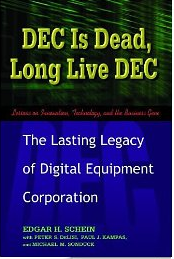 DEC Is Dead,
Long Live DEC
Lessons on Innovation, Technology, and the Business Gene
The Lasting Legacy
of Digital Equipment
Corporation
EDGAR H. SCHEIN
WITH PETER S. DELISI, PAUL J. KAMPAS,
AND MICHAEL M. SONDUCK